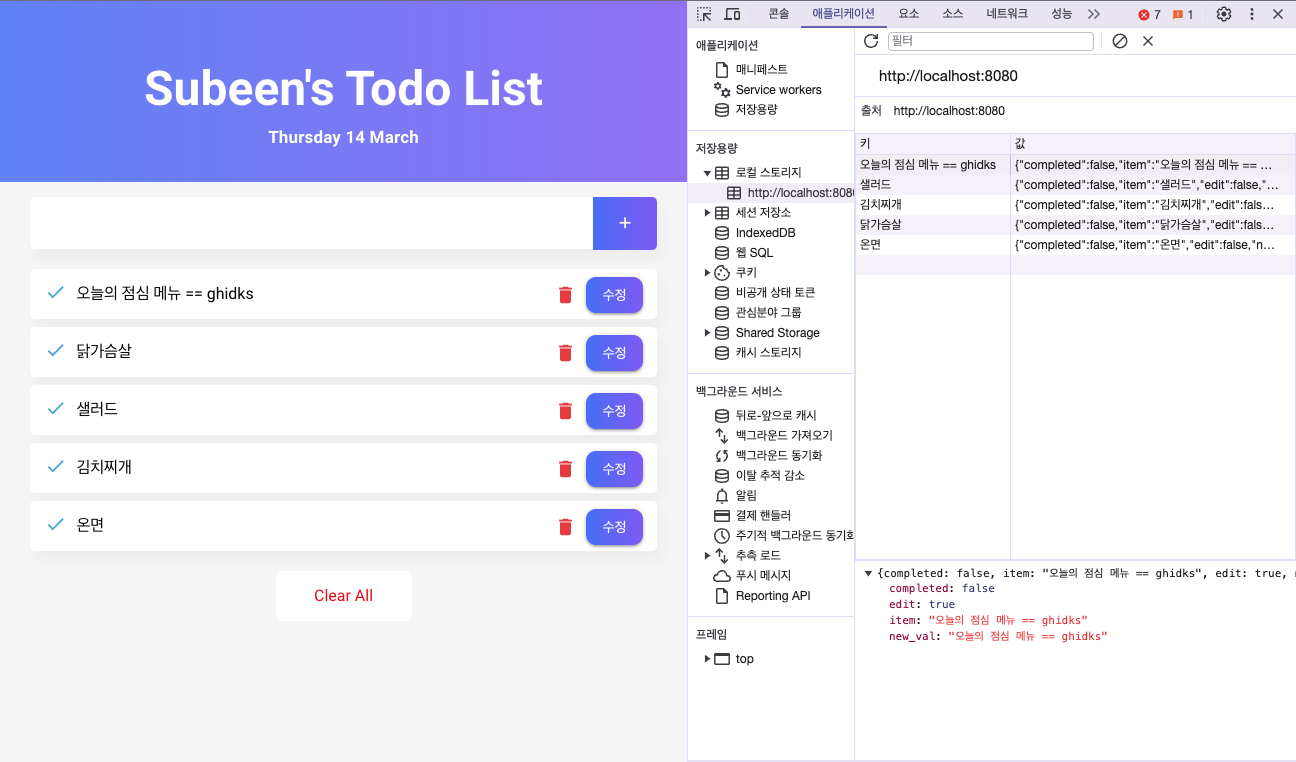 Subeen's Todo List
Thursday 14 March
+
오늘의 점심 메뉴 == ghidks
수정
닭가슴살
수정
샐러드
수정
김치찌개
수정
온면
수정
Clear All
콘솔 애플리케이션 요소 소스 네트워크 성능 7 1
애플리케이션
매니페스트
Service workers
저장용량
저장용량
로컬 스토리지
http://localhost:8080
세션 저장소
IndexedDB
웹 SQL
쿠키
비공개 상태 토큰
관심분야 그룹
Shared Storage
캐시 스토리지
백그라운드 서비스
뒤로-앞으로 캐시
백그라운드 가져오기
백그라운드 동기화
이탈 추적 감소
알림
결제 핸들러
주기적 백그라운드 동기화
추측 로드
푸시 메시지
Reporting API
프레임
top
필터
http://localhost:8080
출처 http://localhost:8080
키 값
오늘의 점심 메뉴 == ghidks {"completed":false,"item":"오늘의 점심 메뉴 == …
샐러드 {"completed":false,"item":"샐러드","edit":false,"…
김치찌개 {"completed":false,"item":"김치찌개","edit":fals…
닭가슴살 {"completed":false,"item":"닭가슴살","edit":fals…
온면 {"completed":false,"item":"온면","edit":false,"n…
{completed: false, item: "오늘의 점심 메뉴 == ghidks", edit: true,
completed: false
edit: true
item: "오늘의 점심 메뉴 == ghidks"
new_val: "오늘의 점심 메뉴 == ghidks"